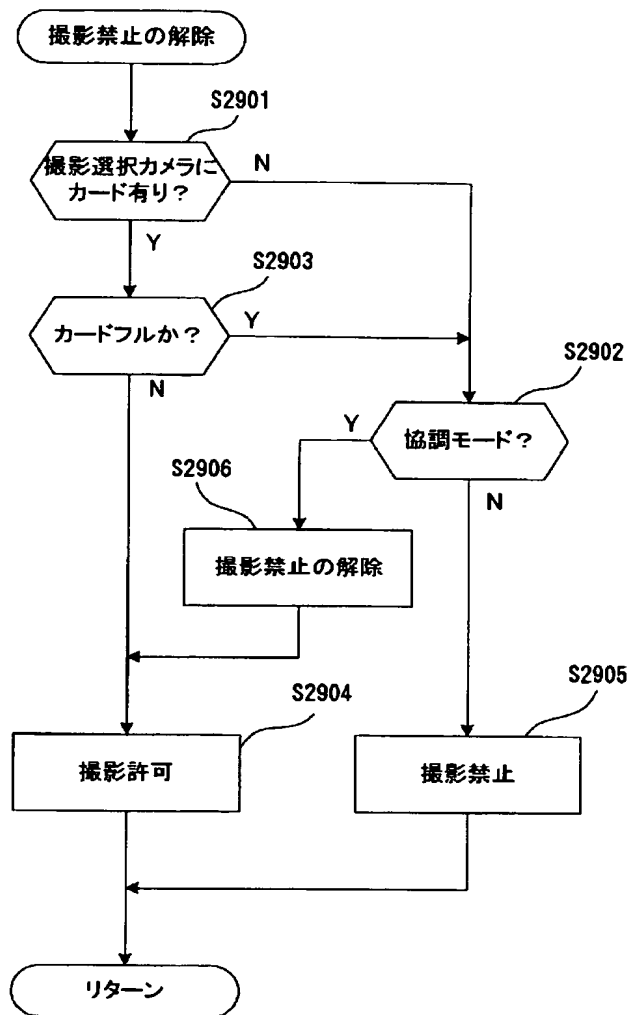 撮影禁止の解除
S2901
撮影選択カメラに
カード有り?
N
Y
S2903
カードフルか?
Y
N
S2902
協調モード?
Y
N
S2906
撮影禁止の解除
S2904
撮影許可
S2905
撮影禁止
リターン